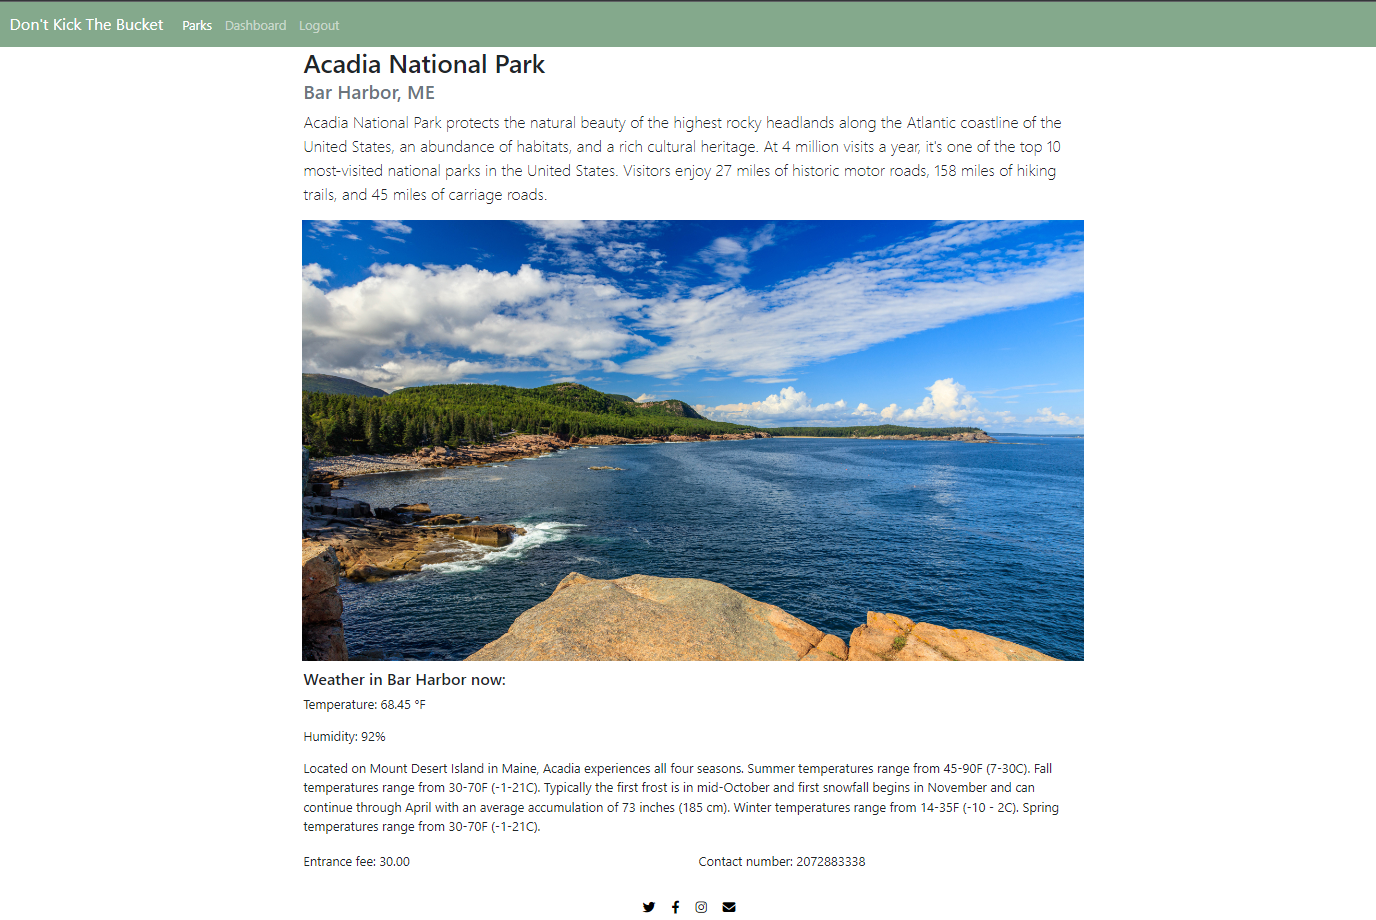 Don't Kick The Bucket Parks Dashboard Logout
Acadia National Park
Bar Harbor, ME
Acadia National Park protects the natural beauty of the highest rocky headlands along the Atlantic coastline of the
United States, an abundance of habitats, and a rich cultural heritage. At 4 million visits a year, it's one of the top 10
most-visited national parks in the United States. Visitors enjoy 27 miles of historic motor roads, 158 miles of hiking
trails, and 45 miles of carriage roads.
Weather in Bar Harbor now:
Temperature: 68.45 °F
Humidity: 92%
Located on Mount Desert Island in Maine, Acadia experiences all four seasons. Summer temperatures range from 45-90F (7-30C). Fall
temperatures range from 30-70F (-1-21C). Typically the first frost is in mid-October and first snowfall begins in November and can
continue through April with an average accumulation of 73 inches (185 cm). Winter temperatures range from 14-35F (-10 - 2C). Spring
temperatures range from 30-70F (-1-21C).
Entrance fee: 30.00 Contact number: 2072883338